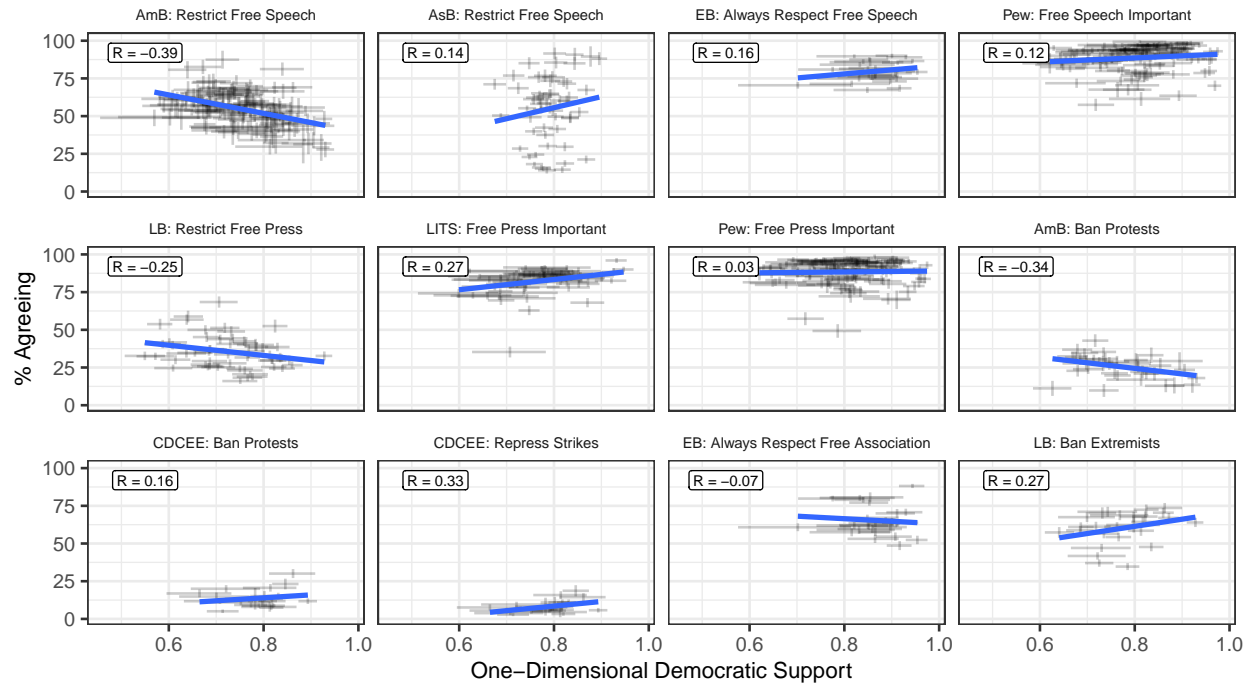 AmB: Restrict Free Speech
AsB: Restrict Free Speech
EB: Always Respect Free Speech
Pew: Free Speech Important
100
75
50
25
0
R = −0.39
R = 0.14
R = 0.16
R = 0.12
LB: Restrict Free Press
LITS: Free Press Important
Pew: Free Press Important
AmB: Ban Protests
100
75
50
25
0
R = −0.25
R = 0.27
R = 0.03
R = −0.34
% Agreeing
CDCEE: Ban Protests
CDCEE: Repress Strikes
EB: Always Respect Free Association
LB: Ban Extremists
100
75
50
25
0
R = 0.16
R = 0.33
R = −0.07
R = 0.27
0.6 0.8 1.0 0.6 0.8 1.0 0.6 0.8 1.0 0.6 0.8 1.0
One−Dimensional Democratic Support